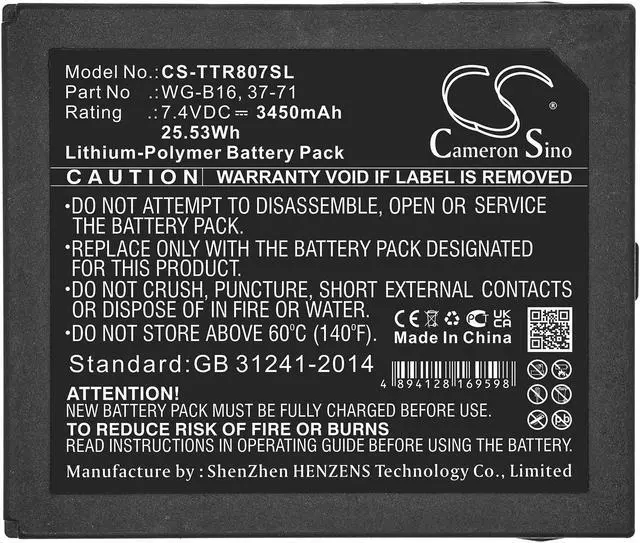 Model No.: CS-TTR807SL
Part No : WG-B16, 37-71
Rating : 7.4VDC 3450mAh
25.53Wh
Lithium-Polymer Battery Pack
CS
®
Cameron Sino
CAUTION WARRANTY VOID IF LABEL IS REMOVED
•DO NOT ATTEMPT TO DISASSEMBLE, OPEN OR SERVICE
THE BATTERY PACK.
•REPLACE ONLY WITH THE BATTERY PACK DESIGNATED
FOR THIS PACK.
•DO NOT CRUSH, PUNCTURE, SHORT EXTERNAL CONTACTS
OR DISPOSE OF IN FIRE OR WATER.
•DO NOT STORE ABOVE 60°C (140°F).
CE UK CA
Made In China
Standard: GB 31241-2014
4 894128 169598
ATTENTION!
NEW BATTERY PACK MUST BE FULLY CHARGED BEFORE USE.
TO REDUCE RISK OF FIRE OR BURNS
READ INSTRUCTIONS IN OPERATING GUIDE BEFORE USING THE BATTERY.
Manufacture by : ShenZhen HENZENS Technology Co., Limited